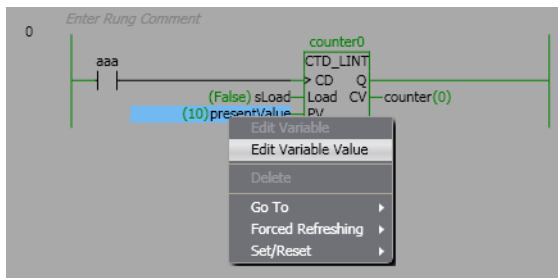 Enter Rung Comment
0
counter0
aaa
CTD_LINT
CD Q
(False) sLoad Load CV counter(0)
(10)presentValue PV
Edit Variable
Edit Variable Value
Delete
Go To
Forced Refreshing
Set/Reset